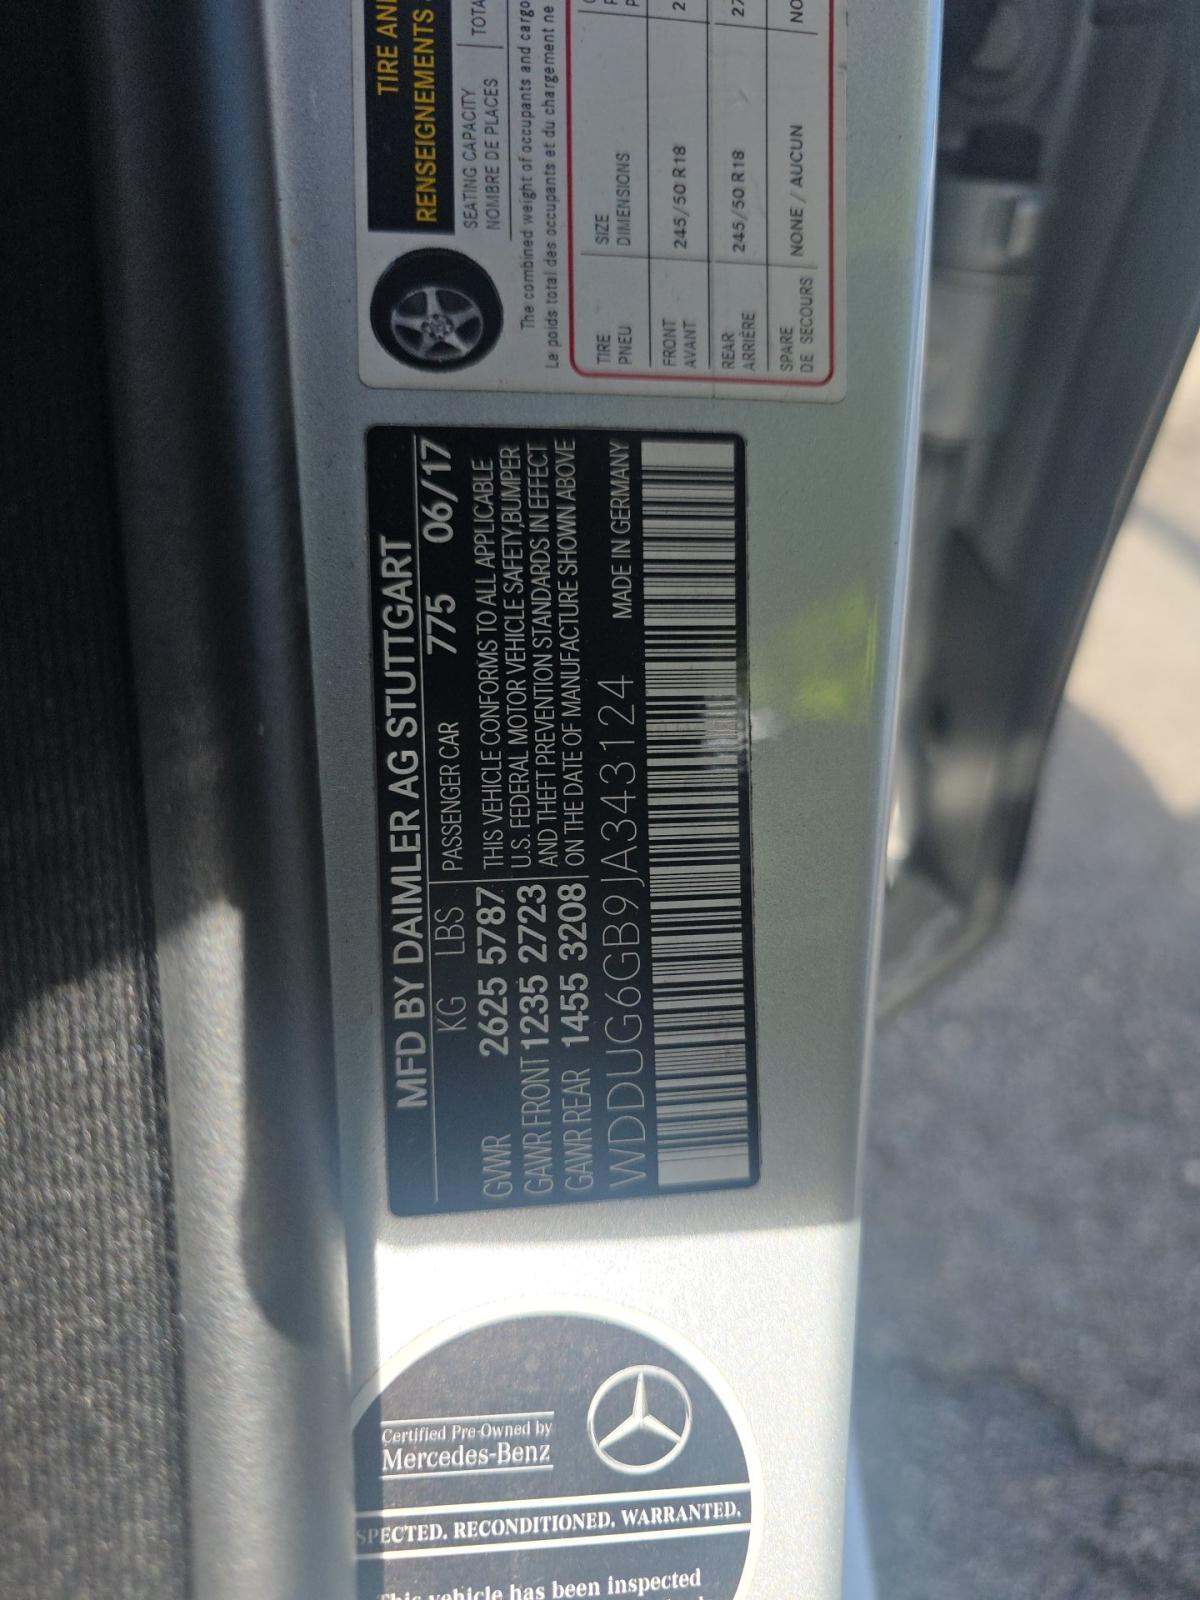 TIRE AND
RENSEIGNEMENTS
SEATING CAPACITY
NOMBRE DE PLACES
The combined weight of occupants and cargo
Le poids total des occupants et du chargement ne
TIRE SIZE
PNEU DIMENSIONS
FRONT
AVANT 245/50 R18
REAR
ARRIÈRE 245/50 R18
SPARE
DE SECOURS NONE / AUCUN
MFD BY DAIMLER AG STUTTGART
KG LBS PASSENGER CAR 775 06/17
GVWR 2625 5787 THIS VEHICLE CONFORMS TO ALL APPLICABLE
U.S. FEDERAL MOTOR VEHICLE SAFETY,BUMPER
GAWR FRONT 1235 2723 AND THEFT PREVENTION STANDARDS IN EFFECT
GAWR REAR 1455 3208 ON THE DATE OF MANUFACTURE SHOWN ABOVE
WDDUG6GB9JA343124 MADE IN GERMANY
Certified Pre-Owned by
Mercedes-Benz
SPECTED. RECONDITIONED. WARRANTED.
This vehicle has been inspected